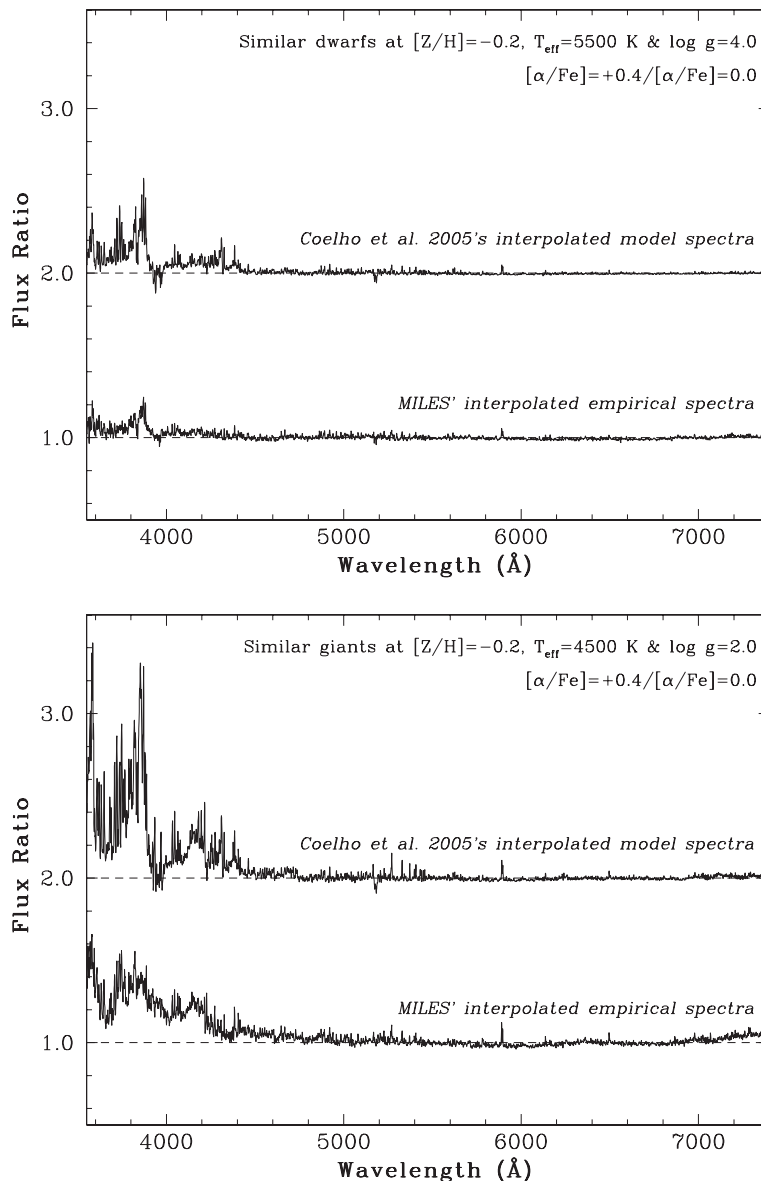 Similar dwarfs at [Z/H]=−0.2, Teff=5500 K & log g=4.0
[α/Fe]=+0.4/[α/Fe]=0.0
3.0
Coelho et al. 2005's interpolated model spectra
2.0
MILES' interpolated empirical spectra
1.0
Flux Ratio
4000 5000 6000 7000
Wavelength (Å)
Similar giants at [Z/H]=−0.2, Teff=4500 K & log g=2.0
[α/Fe]=+0.4/[α/Fe]=0.0
3.0
Coelho et al. 2005's interpolated model spectra
2.0
MILES' interpolated empirical spectra
1.0
Flux Ratio
4000 5000 6000 7000
Wavelength (Å)